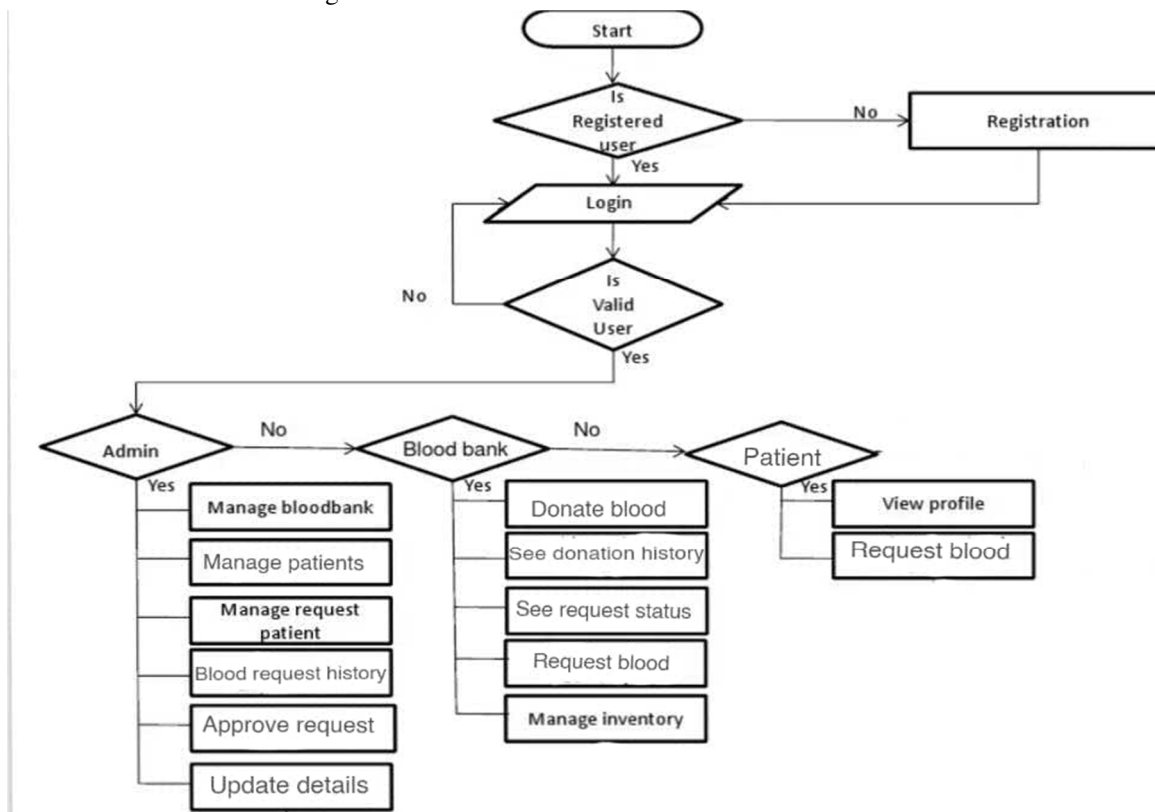 Start
Is
Registered
user
No
Registration
Yes
Login
Is
Valid
User
No
Yes
Admin
No
Blood bank
No
Patient
Yes
Manage bloodbank
Manage patients
Manage request
patient
Blood request history
Approve request
Update details
Yes
Donate blood
See donation history
See request status
Request blood
Manage inventory
Yes
View profile
Request blood